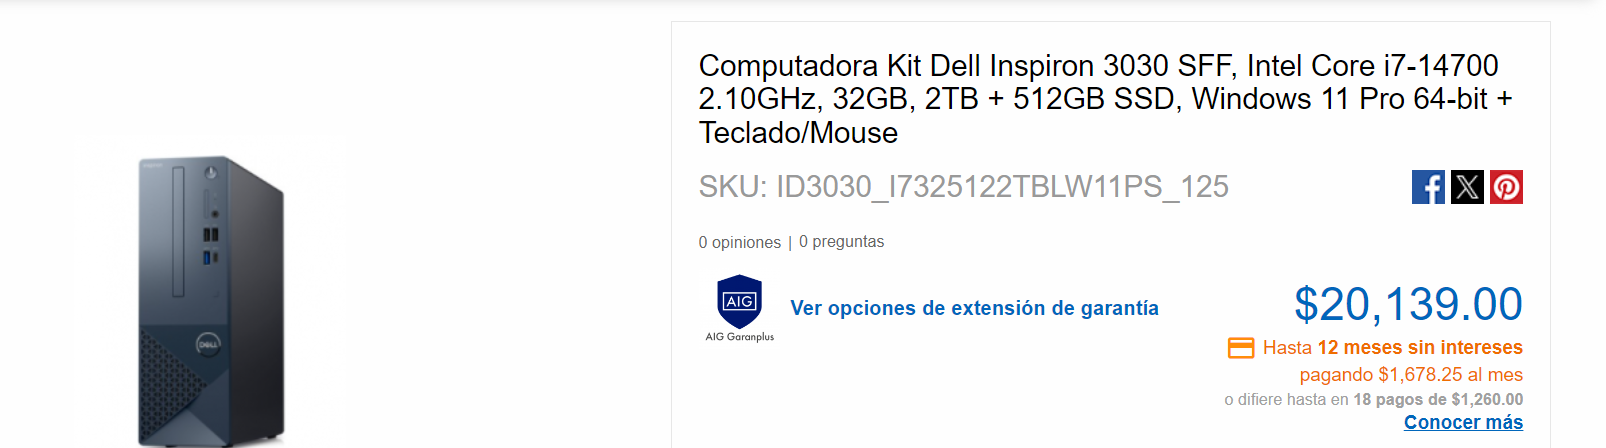 Computadora Kit Dell Inspiron 3030 SFF, Intel Core i7-14700
2.10GHz, 32GB, 2TB + 512GB SSD, Windows 11 Pro 64-bit +
Teclado/Mouse
SKU: ID3030_I7325122TBLW11PS_125
0 opiniones | 0 preguntas
AIG
AIG Garanplus
Ver opciones de extensión de garantía
$20,139.00
Hasta 12 meses sin intereses
pagando $1,678.25 al mes
o difiere hasta en 18 pagos de $1,260.00
Conocer más
DELL